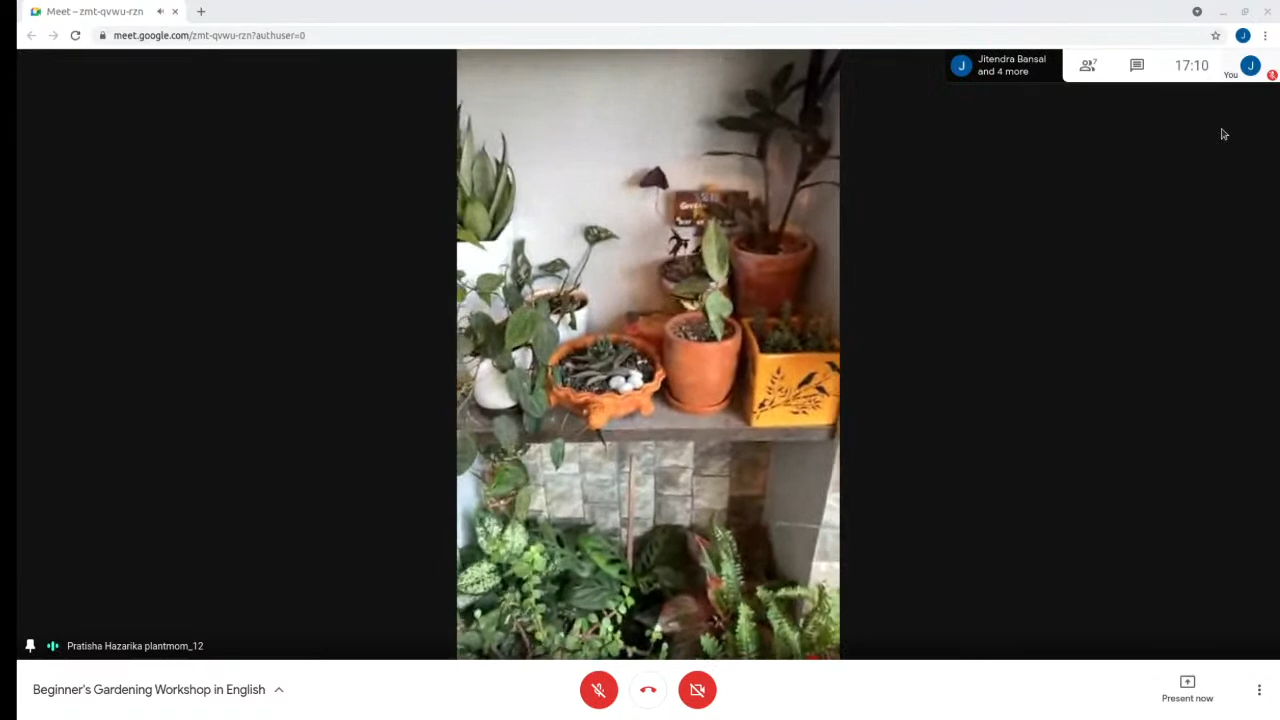 Meet – zmt-qvwu-rzn
meet.google.com/zmt-qvwu-rzn?authuser=0
Jitendra Bansal
and 4 more
J
7
17:10
You
J
J
Pratisha Hazarika plantmom_12
Beginner's Gardening Workshop in English
Present now